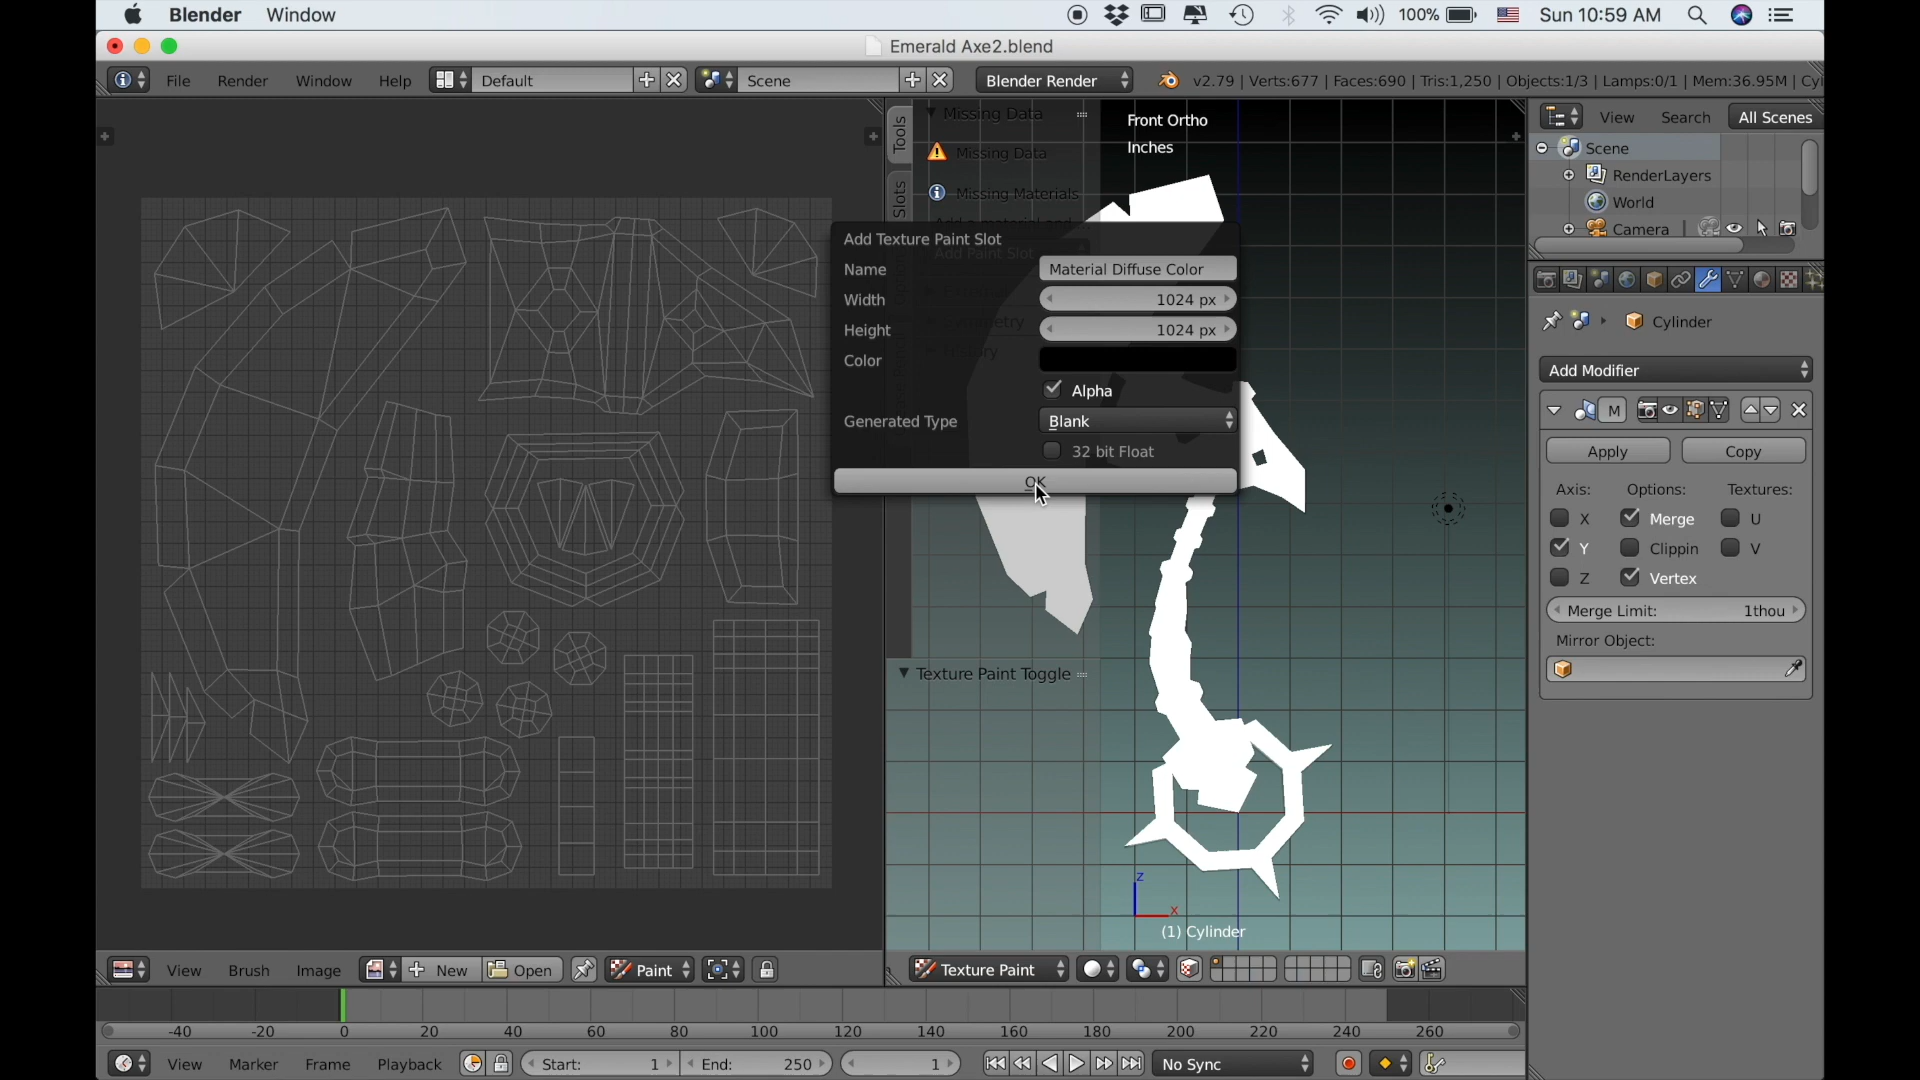 Blender Window 100% Sun 10:59 AM
Emerald Axe2.blend
File Render Window Help Default Scene Blender Render v2.79 | Verts:677 | Faces:690 | Tris:1,250 | Objects:1/3 | Lamps:0/1 | Mem:36.95M | Cyl
Tools
Slots
Missing Data
Missing Data
Missing Materials
Add a material and
Add Paint Slot
Front Ortho
Inches
Add Texture Paint Slot
Name Material Diffuse Color
Width 1024 px
Height 1024 px
Color
Alpha
Generated Type Blank
32 bit Float
OK
Texture Paint Toggle
Z
X
(1) Cylinder
View Search All Scenes
Scene
RenderLayers
World
Camera
Cylinder
Add Modifier
M
Apply Copy
Axis: Options: Textures:
X Merge U
Y Clippin V
Z Vertex
Merge Limit: 1thou
Mirror Object:
View Brush Image New Open Paint
Texture Paint
-40 -20 0 20 40 60 80 100 120 140 160 180 200 220 240 260
View Marker Frame Playback Start: 1 End: 250 1 No Sync